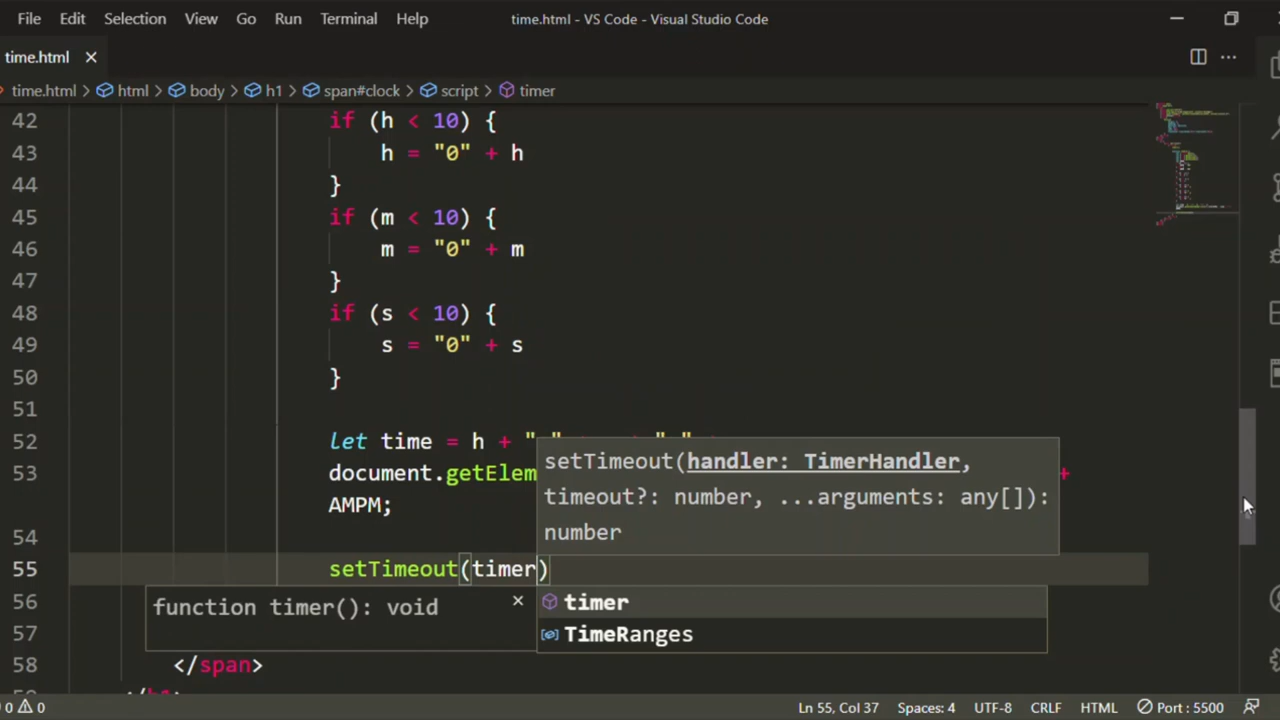 File Edit Selection View Go Run Terminal Help time.html - VS Code - Visual Studio Code
time.html
time.html > html > body > h1 > span#clock > script > timer
42 if (h < 10) {
43 h = "0" + h
44 }
45 if (m < 10) {
46 m = "0" + m
47 }
48 if (s < 10) {
49 s = "0" + s
50 }
51
52 let time = h + "
53 document.getElem +
AMPM;
setTimeout(handler: TimerHandler,
timeout?: number, ...arguments: any[]):
number
54
55 setTimeout(timer)
56
function timer(): void
timer
TimeRanges
57
58 </span>
0 0 Ln 55, Col 37 Spaces: 4 UTF-8 CRLF HTML Port : 5500